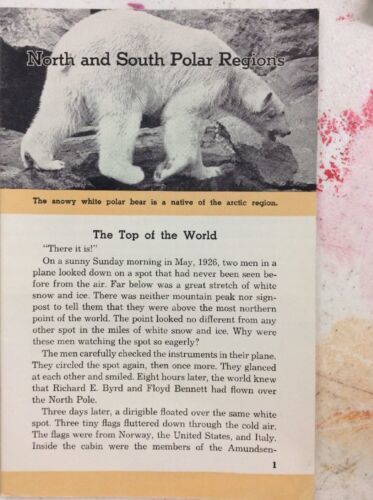 North and South Polar Regions
The snowy white polar bear is a native of the arctic region.
The Top of the World
"There it is!"
On a sunny Sunday morning in May, 1926, two men in a
plane looked down on a spot that had never been seen be-
fore from the air. Far below was a great stretch of white
snow and ice. There was neither mountain peak nor sign-
post to tell them that they were above the most northern
point of the world. The point looked no different from any
other spot in the miles of white snow and ice. Why were
these men watching the spot so eagerly?
The men carefully checked the instruments in their plane.
They circled the spot again, then once more. They glanced
at each other and smiled. Eight hours later, the world knew
that Richard E. Byrd and Floyd Bennett had flown over
the North Pole.
Three days later, a dirigible floated over the same white
spot. Three tiny flags fluttered down through the cold air.
The flags were from Norway, the United States, and Italy.
Inside the cabin were the members of the Amundsen-
1